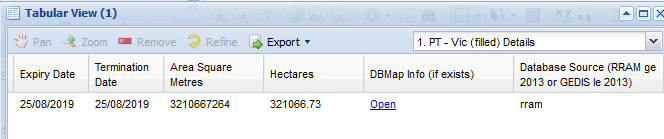 Tabular View (1)
Pan Zoom Remove Refine Export 1. PT - Vic (filled) Details
Expiry Date Termination Date Area Square Metres Hectares DBMap Info (if exists) Database Source (RRAM ge 2013 or GEDIS le 2013)
25/08/2019 25/08/2019 3210667264 321066.73 Open rram